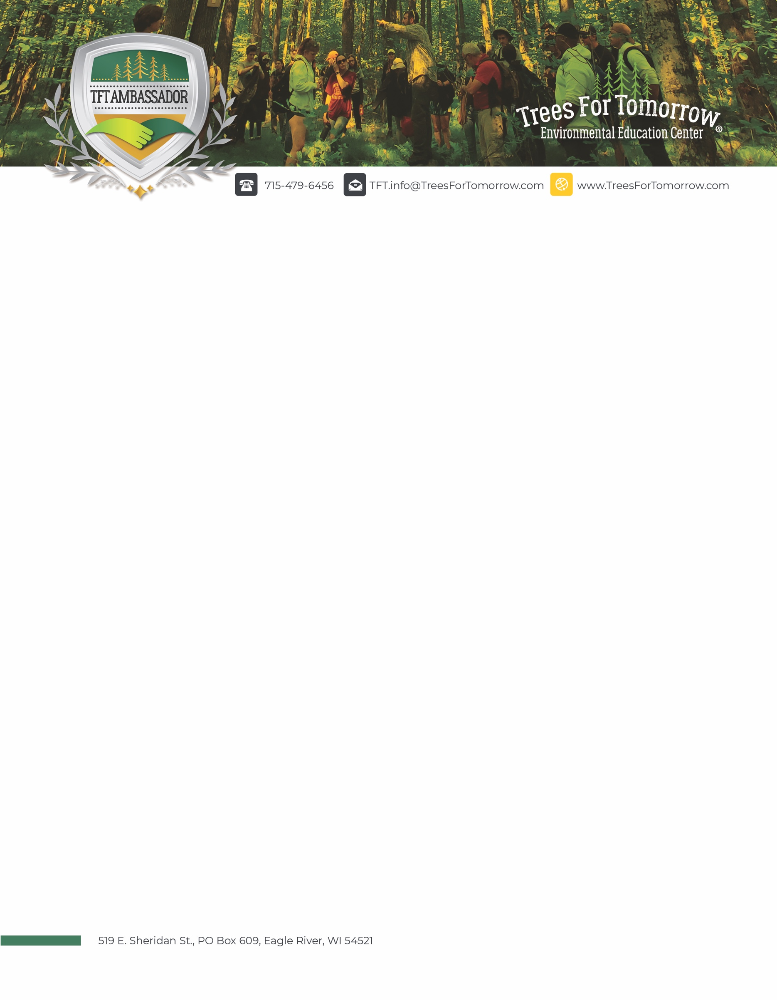 TFT AMBASSADOR
Trees For Tomorrow®
Environmental Education Center
715-479-6456 TFT.info@TreesForTomorrow.com www.TreesForTomorrow.com
519 E. Sheridan St., PO Box 609, Eagle River, WI 54521